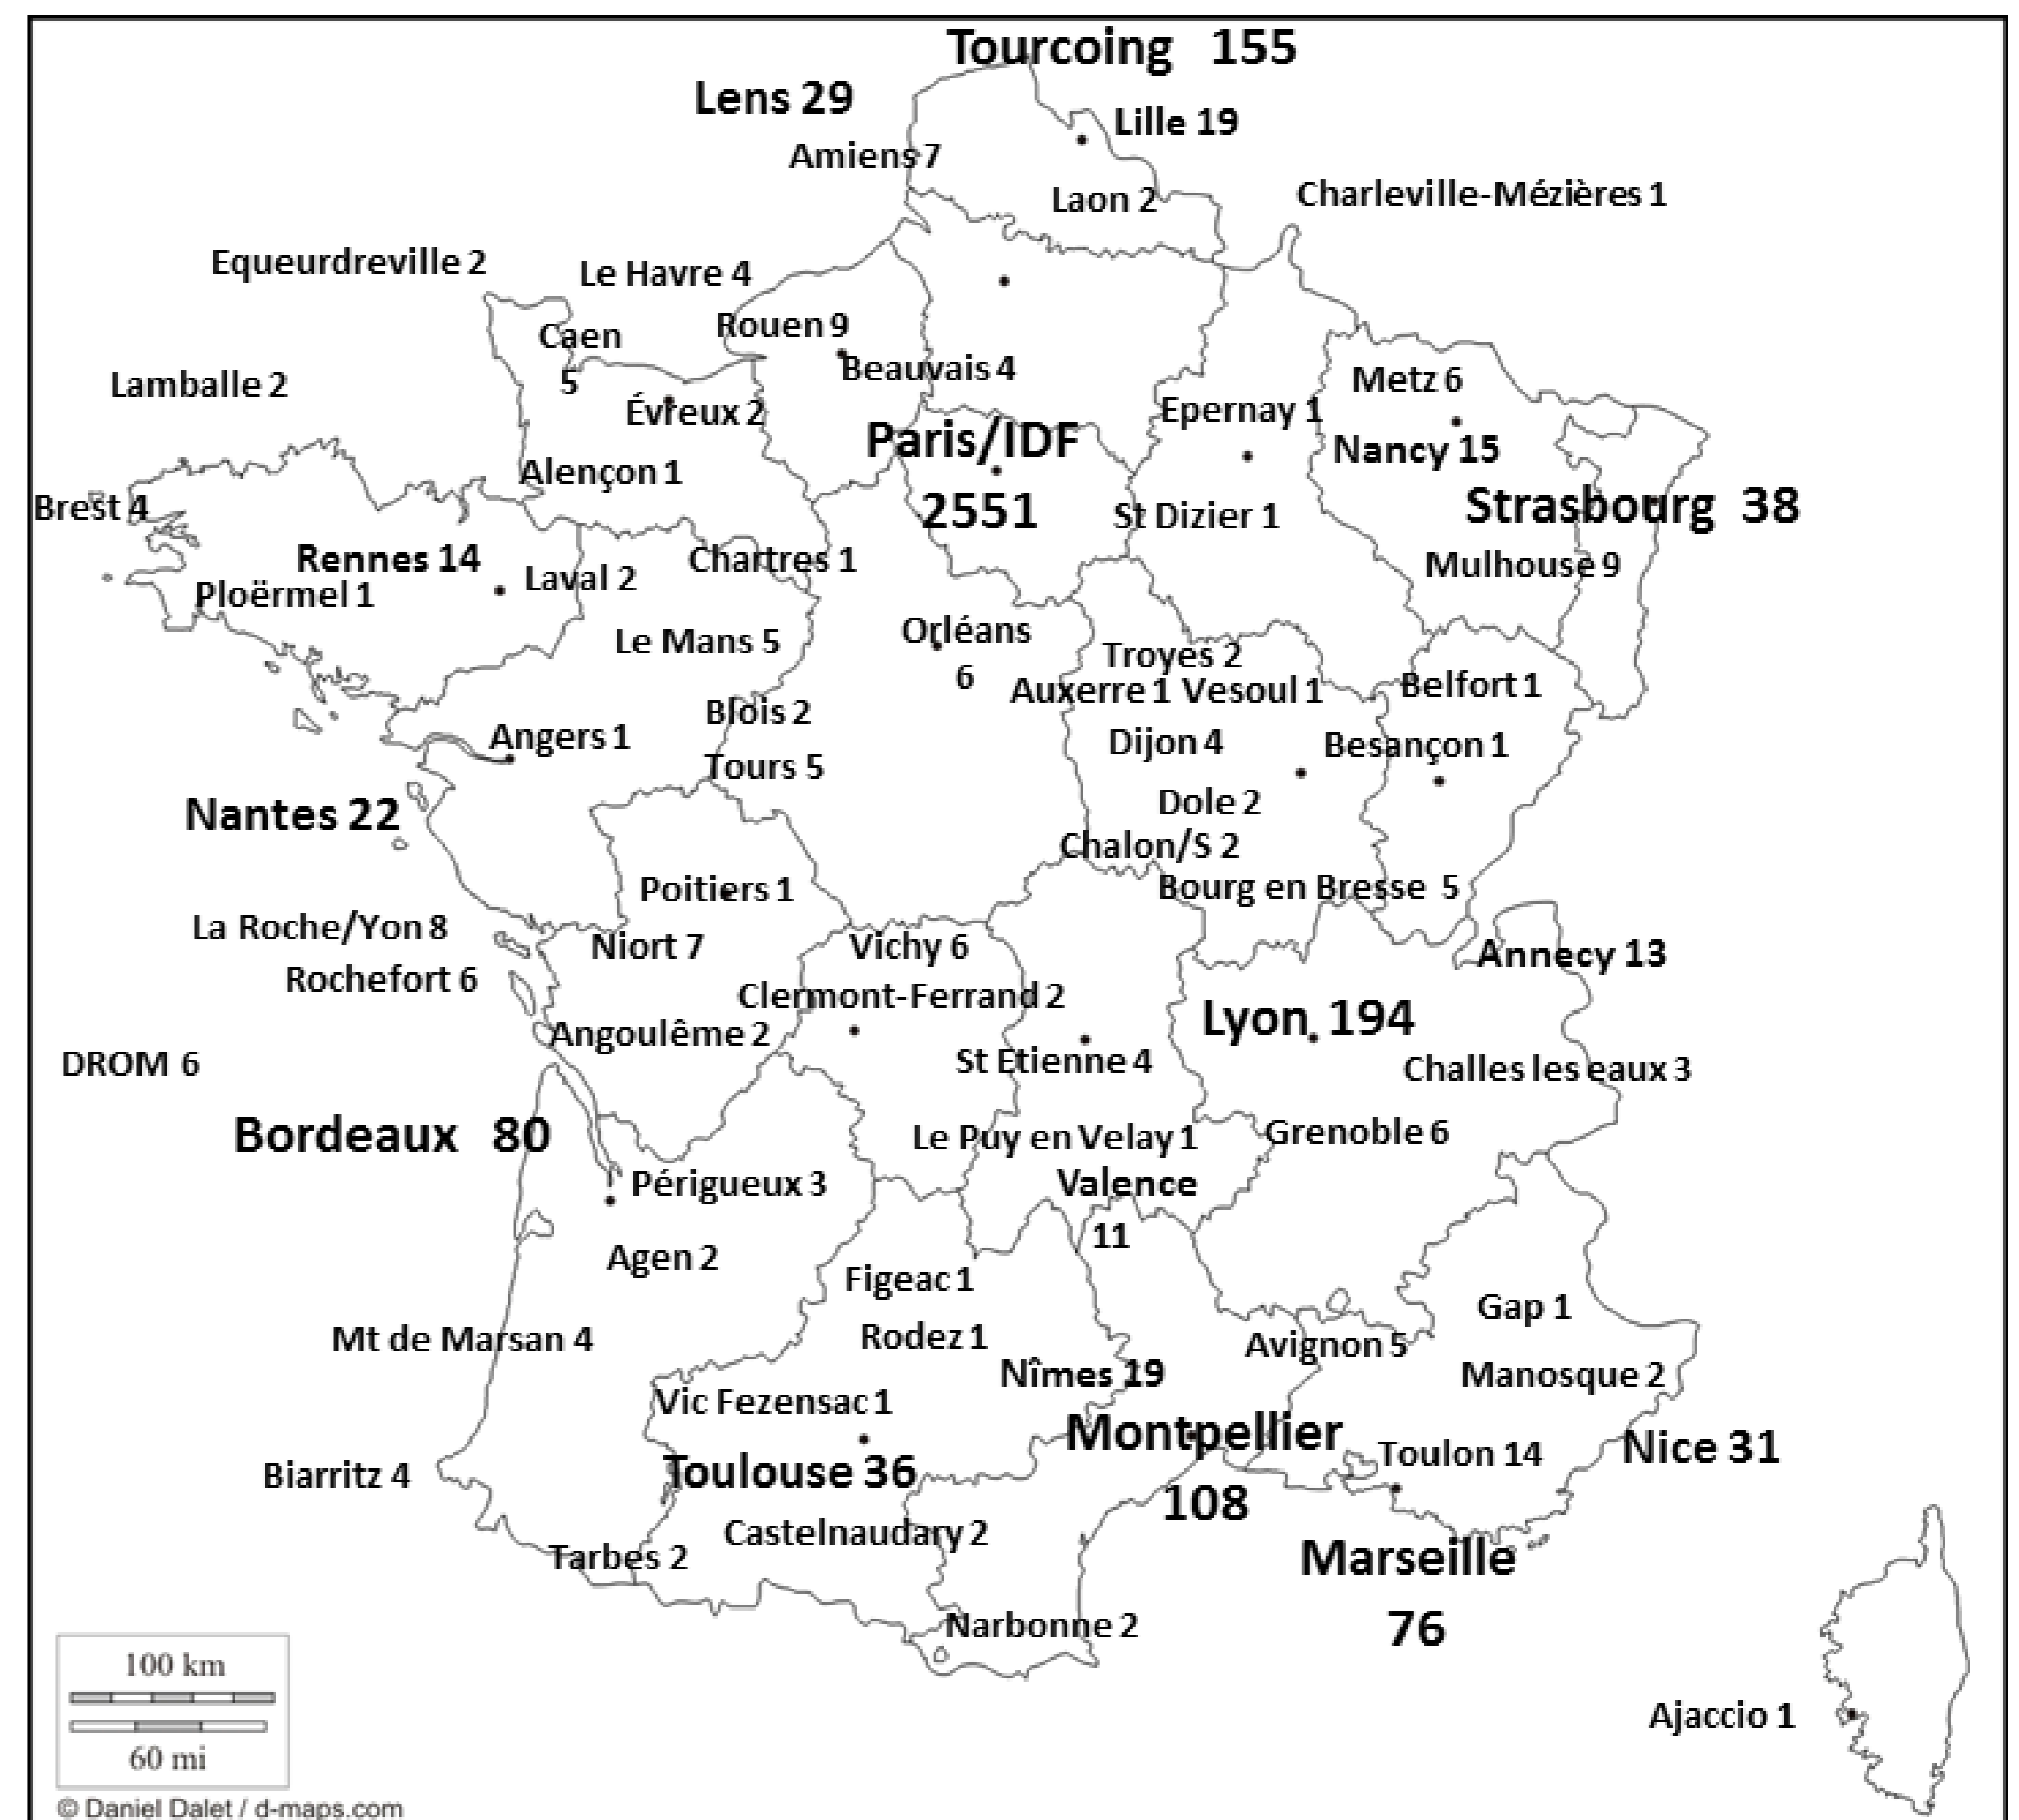 Tourcoing 155
Lens 29
Lille 19
Amiens 7
Laon 2
Charleville-Mézières 1
Equeurdreville 2
Le Havre 4
Caen
5
Rouen 9
Beauvais 4
Lamballe 2
Évreux 2
Metz 6
Epernay 1
Paris/IDF
2551
Nancy 15
Alençon 1
Brest 4
St Dizier 1
Strasbourg 38
Rennes 14
Laval 2
Chartres 1
Mulhouse 9
Ploërmel 1
Le Mans 5
Orléans
6
Troyes 2
Auxerre 1 Vesoul 1
Belfort 1
Blois 2
Angers 1
Dijon 4
Besançon 1
Tours 5
Nantes 22
Dole 2
Chalon/S 2
Poitiers 1
Bourg en Bresse 5
La Roche/Yon 8
Niort 7
Vichy 6
Annecy 13
Rochefort 6
Clermont-Ferrand 2
Lyon 194
Angoulême 2
DROM 6
St Etienne 4
Challes les eaux 3
Bordeaux 80
Le Puy en Velay 1
Grenoble 6
Périgueux 3
Valence
11
Agen 2
Figeac 1
Gap 1
Mt de Marsan 4
Rodez 1
Avignon 5
Nîmes 19
Manosque 2
Vic Fezensac 1
Montpellier
108
Toulon 14
Nice 31
Biarritz 4
Toulouse 36
Castelnaudary 2
Tarbes 2
Marseille
76
Narbonne 2
100 km
60 mi
Ajaccio 1
© Daniel Dalet / d-maps.com